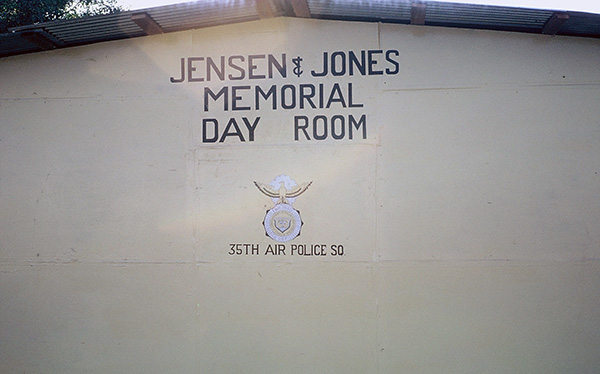 JENSEN & JONES
MEMORIAL
DAY ROOM
35TH AIR POLICE SQ